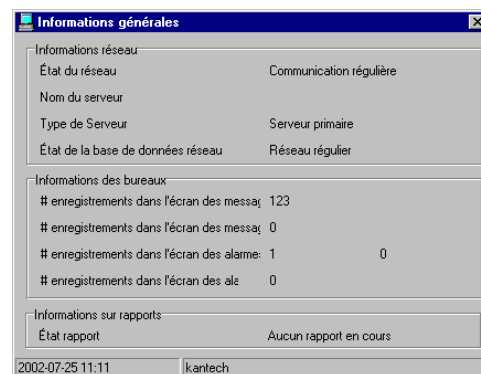 Informations générales
Informations réseau
État du réseau Communication régulière
Nom du serveur
Type de Serveur Serveur primaire
État de la base de données réseau Réseau régulier
Informations des bureaux
# enregistrements dans l'écran des messag 123
# enregistrements dans l'écran des messag 0
# enregistrements dans l'écran des alarme: 1 0
# enregistrements dans l'écran des ala 0
Informations sur rapports
État rapport Aucun rapport en cours
2002-07-25 11:11 kantech